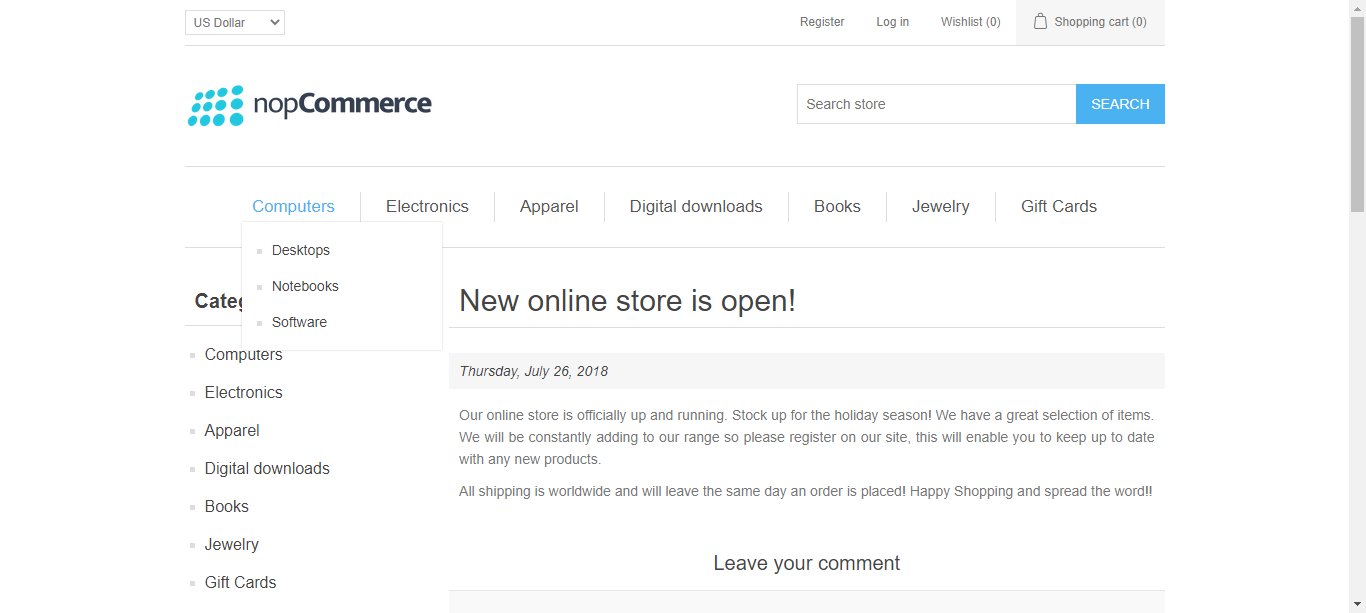 US Dollar
Register
Log in
Wishlist (0)
Shopping cart (0)
nopCommerce
Search store
SEARCH
Computers
Electronics
Apparel
Digital downloads
Books
Jewelry
Gift Cards
Desktops
Notebooks
Software
Categ
Computers
Electronics
Apparel
Digital downloads
Books
Jewelry
Gift Cards
New online store is open!
Thursday, July 26, 2018
Our online store is officially up and running. Stock up for the holiday season! We have a great selection of items.
We will be constantly adding to our range so please register on our site, this will enable you to keep up to date
with any new products.
All shipping is worldwide and will leave the same day an order is placed! Happy Shopping and spread the word!!
Leave your comment